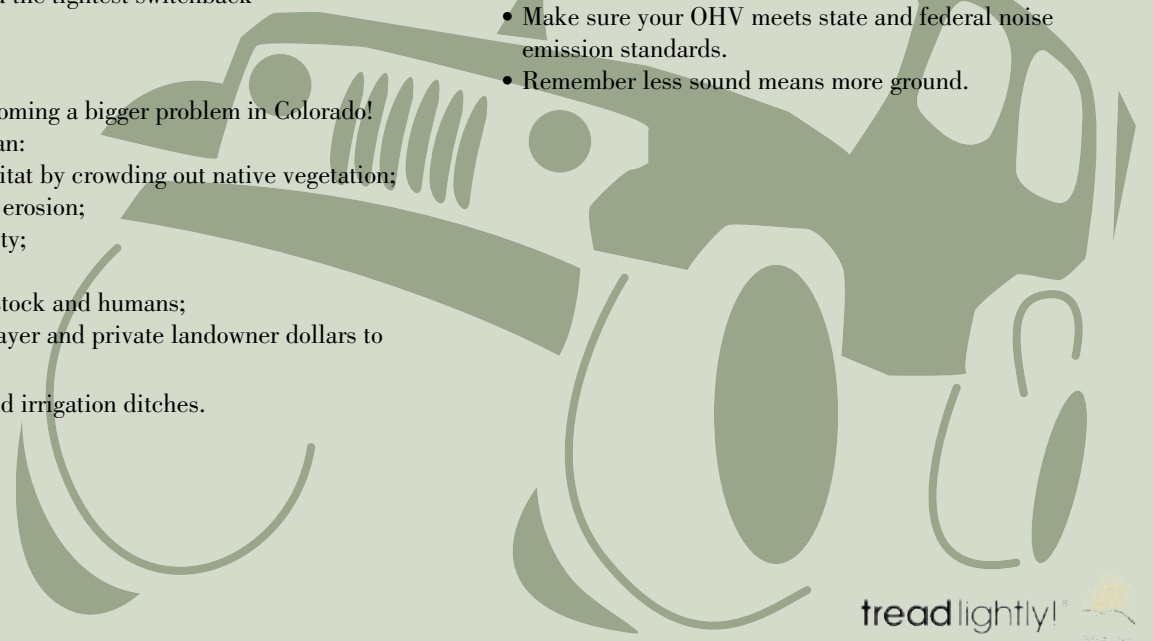 the tightest switchback
oming a bigger problem in Colorado!
an:
itat by crowding out native vegetation;
erosion;
ty;
stock and humans;
ayer and private landowner dollars to
d irrigation ditches.
• Make sure your OHV meets state and federal noise
emission standards.
• Remember less sound means more ground.
tread lightly!®